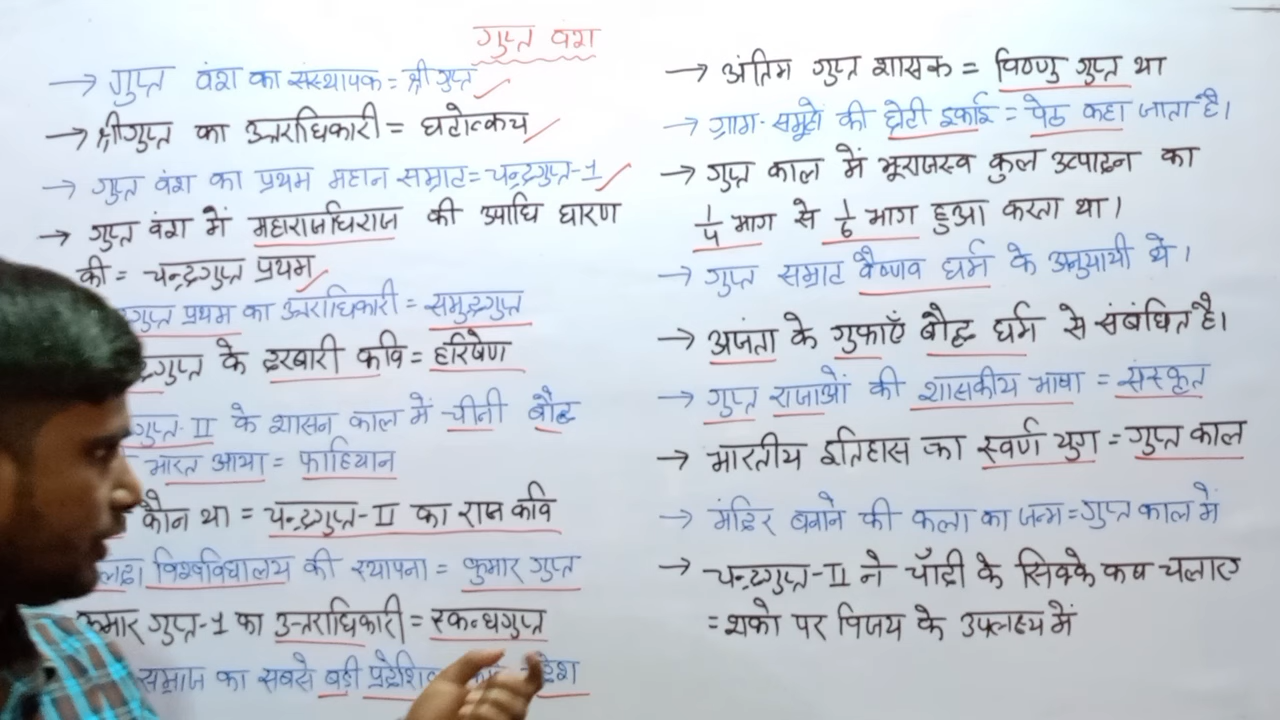 गुप्त वंश
→ गुप्त वंश का संस्थापक = श्री गुप्त
→ श्रीगुप्त का उत्तराधिकारी = घटोत्कच
→ गुप्त वंश का प्रथम महान सम्राट = चन्द्रगुप्त-1
→ गुप्त वंश में महाराजधिराज की उपाधि धारण
की = चन्द्रगुप्त प्रथम
गुप्त प्रथम का उत्तराधिकारी = समुद्रगुप्त
गुप्त के दरबारी कवि = हरिषेण
गुप्त-II के शासन काल में चीनी बौद्ध
भारत आया = फाहियान
कौन था = चन्द्रगुप्त-II का राज कवि
विश्वविद्यालय की स्थापना = कुमार गुप्त
कुमार गुप्त-1 का उत्तराधिकारी = स्कन्धगुप्त
समाज का सबसे बड़ी
→ अंतिम गुप्त शासक = विष्णु गुप्त था
→ ग्राम-समूहो की छोटी इकाई = पेठ कहा जाता है।
→ गुप्त काल में भूराजस्व कुल उत्पादन का
1/4 भाग से 1/6 भाग हुआ करता था।
→ गुप्त सम्राट वैष्णव धर्म के अनुयायी थे।
→ अजंता के गुफाएँ बौद्ध धर्म से संबंधित है।
→ गुप्त राजाओं की शासकीय भाषा = संस्कृत
→ भारतीय इतिहास का स्वर्ण युग = गुप्त काल
→ मंदिर बनाने की कला का जन्म = गुप्त काल में
→ चन्द्रगुप्त-II ने चाँदी के सिक्के कब चलाए
= शको पर विजय के उपलक्ष्य में